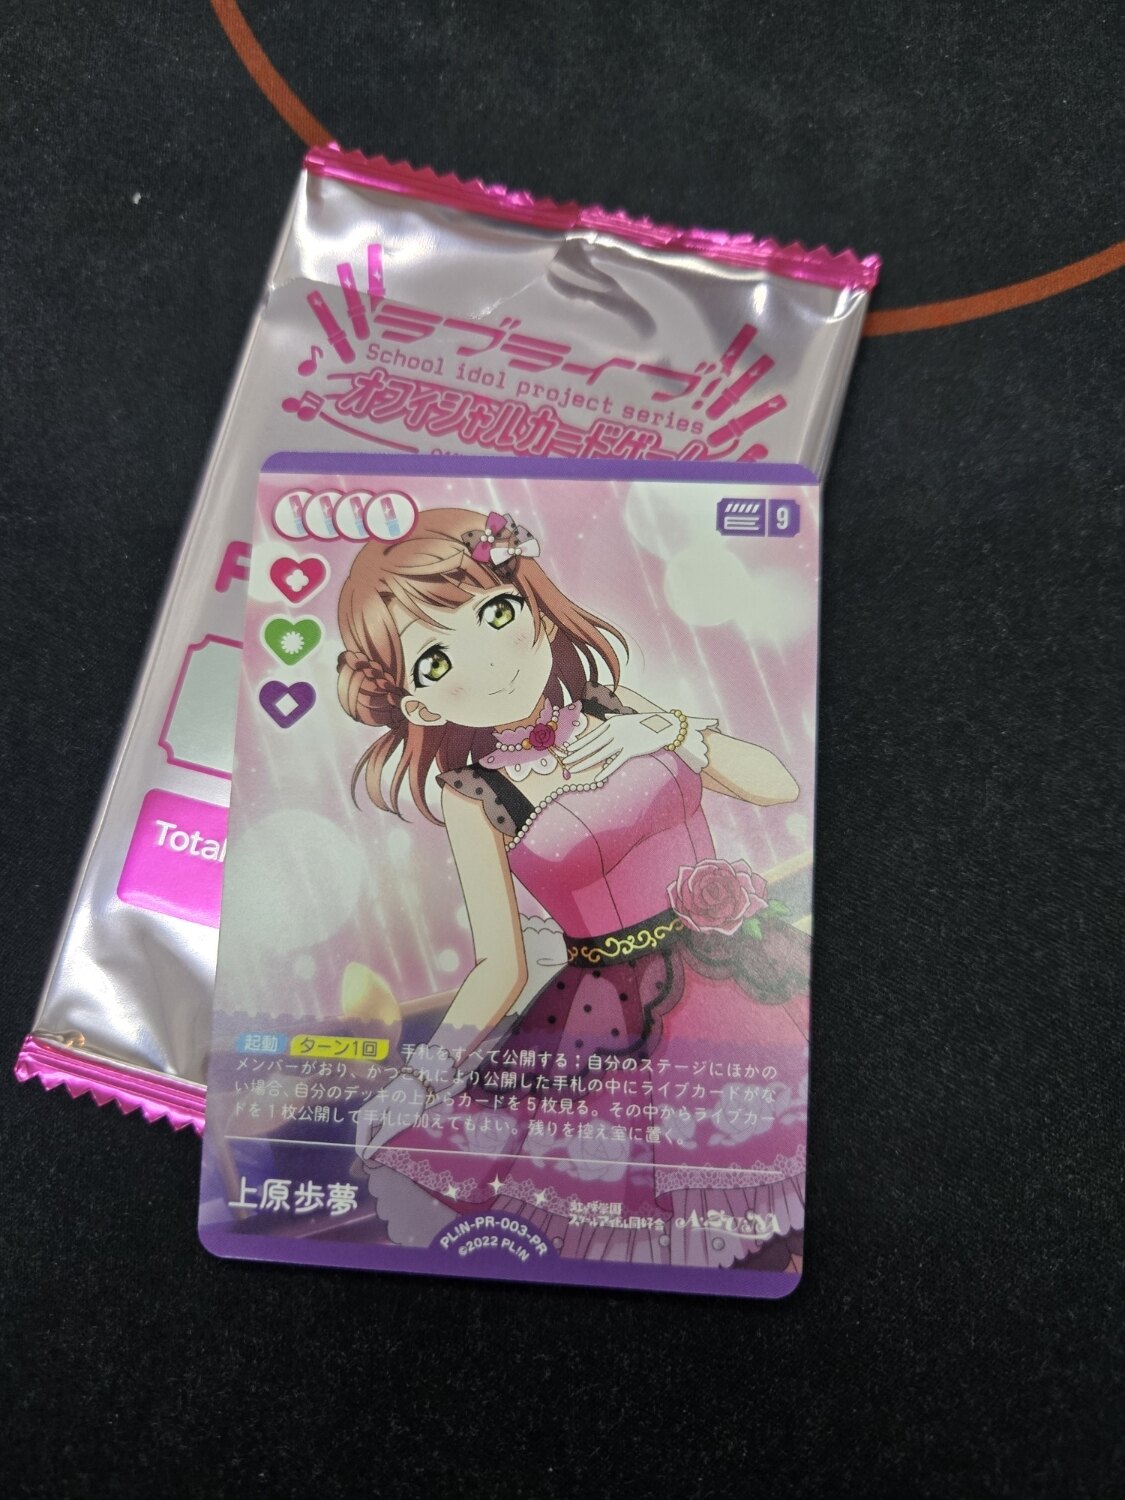 ラブライブ!
School idol project series
オフィシャルカードゲーム
Total
9
起動 ターン1回 手札をすべて公開する；自分のステージにほかの
メンバーがおり、かつこれにより公開した手札の中にライブカードがな
い場合、自分のデッキの上からカードを5枚見る。その中からライブカー
ドを1枚公開して手札に加えてもよい。残りを控え室に置く。
上原歩夢
スクールアイドル同好会
A・ZU・NA
PL!N-PR-003-PR
©2022 PL!N